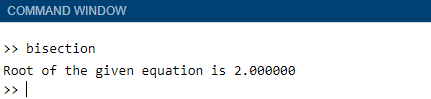 COMMAND WINDOW
>> bisection
Root of the given equation is 2.000000
>>